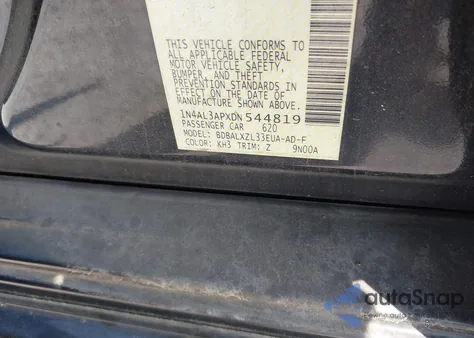 THIS VEHICLE CONFORMS TO
ALL APPLICABLE FEDERAL
MOTOR VEHICLE SAFETY,
BUMPER, AND THEFT
PREVENTION STANDARDS IN
EFFECT ON THE DATE OF
MANUFACTURE SHOWN ABOVE.
1N4AL3APXDN544819
PASSENGER CAR 620
MODEL: BDBALXZL33EUA-AD-F
COLOR: KH3 TRIM: Z 9N00A
autoSnap